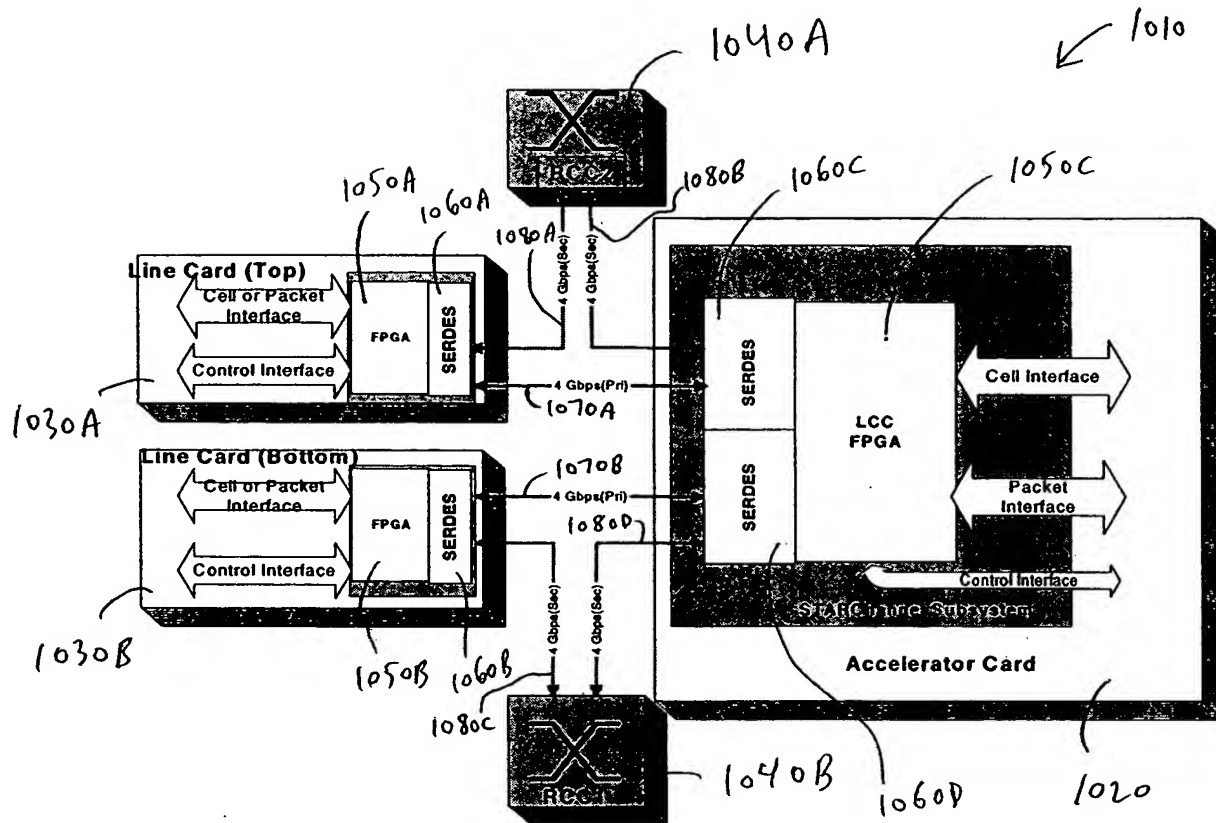 1040A
1010
RCC2
1050A
1060A
1080B
1060C
1050C
1080A
4 Gbps(Sec)
4 Gbps(Sec)
Line Card (Top)
Cell or Packet
Interface
Control Interface
FPGA
SERDES
4 Gbps(Pri)
1070A
1030A
SERDES
SERDES
LCC
FPGA
Cell Interface
Packet
Interface
Control Interface
STARChange Subsystem
Accelerator Card
Line Card (Bottom)
Cell or Packet
Interface
Control Interface
FPGA
SERDES
1070B
4 Gbps(Pri)
1080D
4 Gbps(Sec)
4 Gbps(Sec)
1030B
1050B
1060B
1080C
1040B
1060D
1020